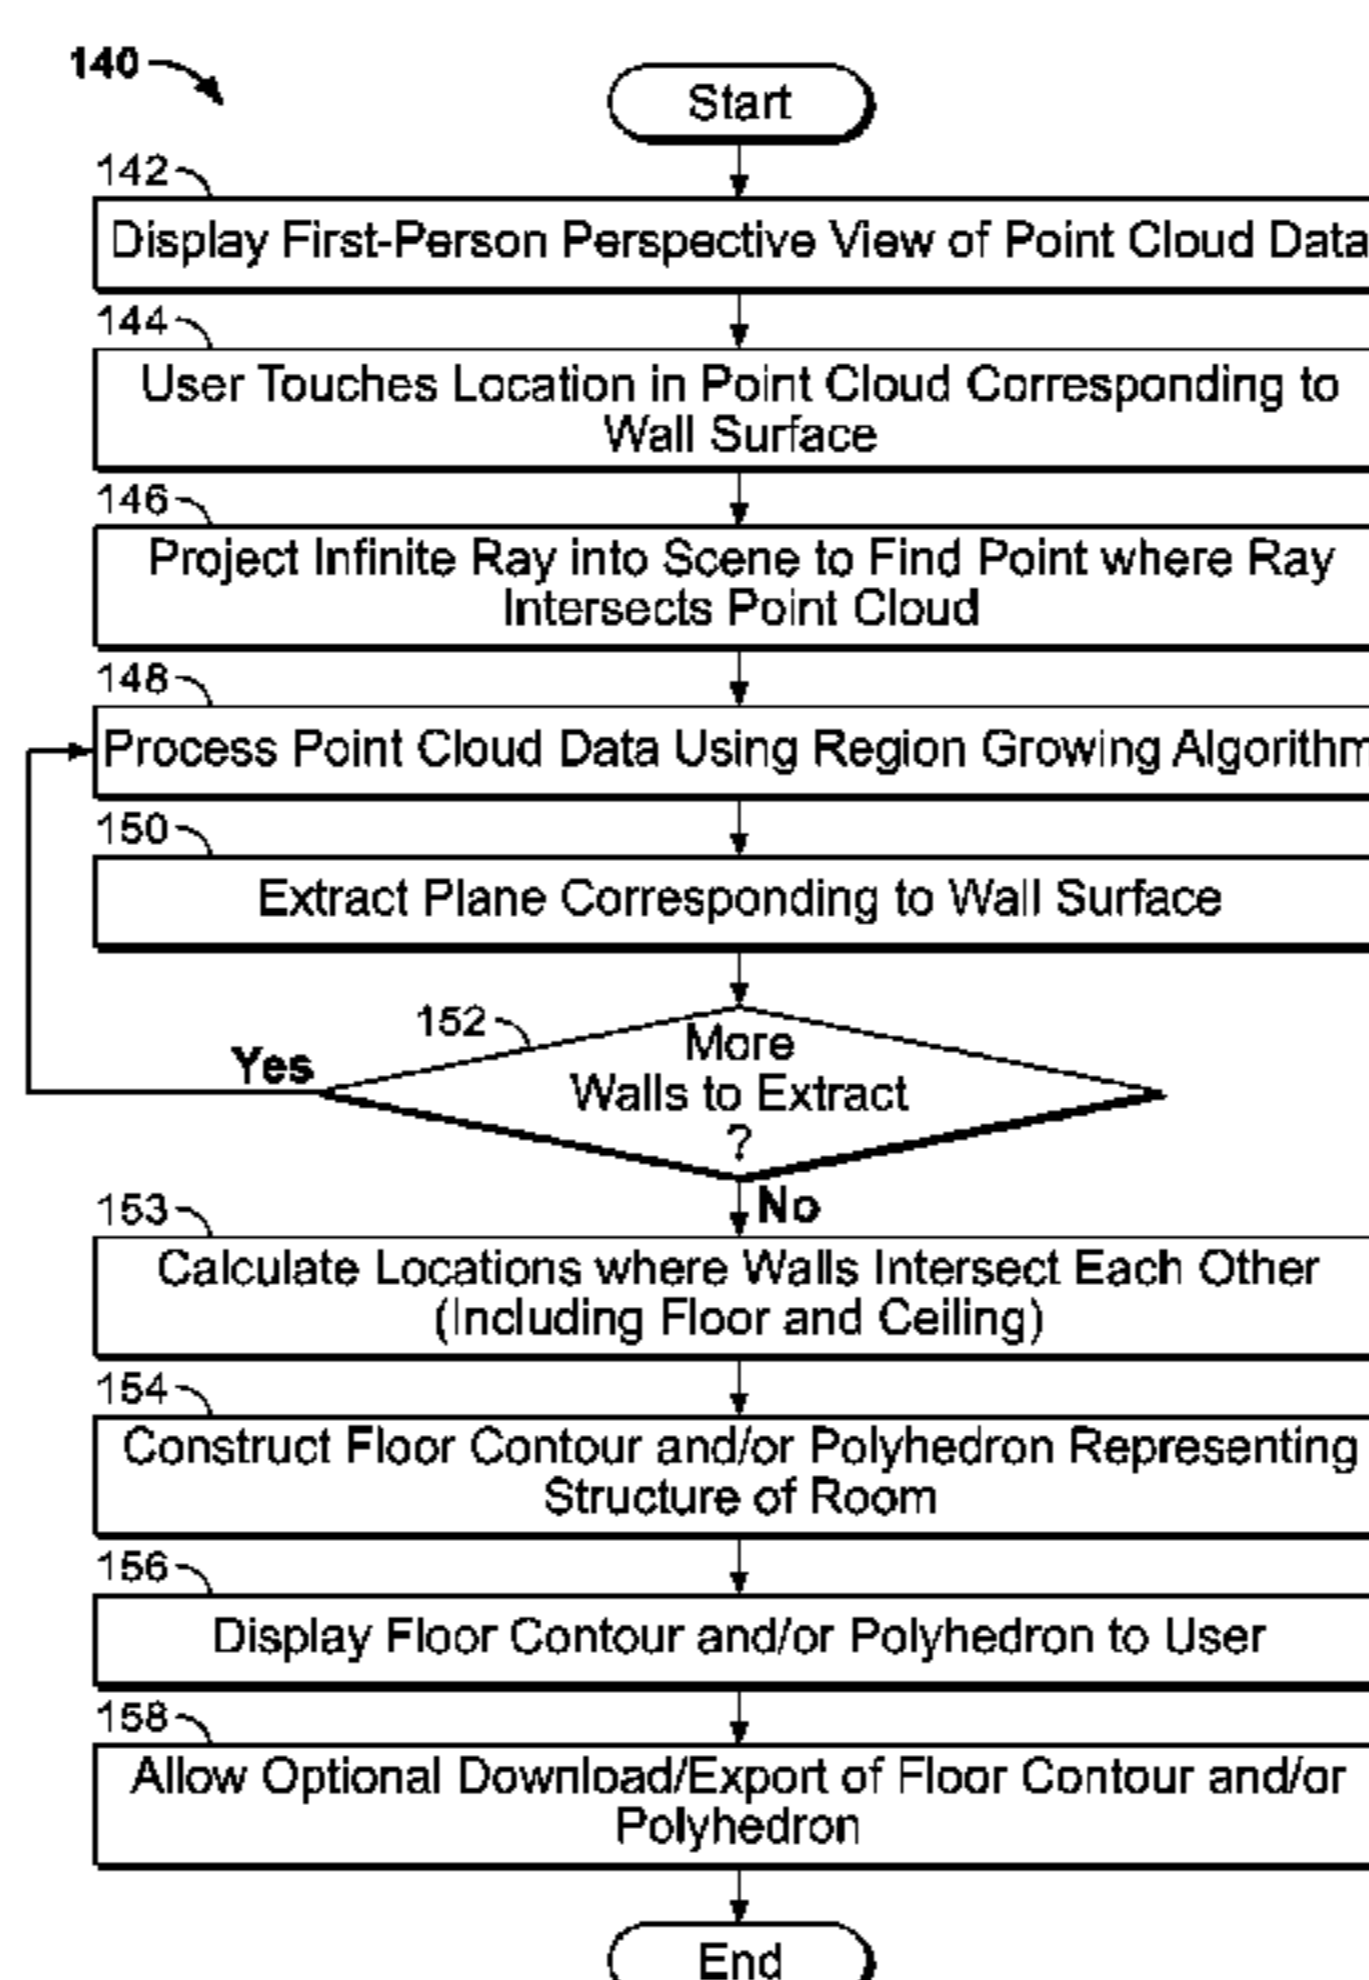 140
Start
142
Display First-Person Perspective View of Point Cloud Data
144
User Touches Location in Point Cloud Corresponding to
Wall Surface
146
Project Infinite Ray into Scene to Find Point where Ray
Intersects Point Cloud
148
Process Point Cloud Data Using Region Growing Algorithm
150
Extract Plane Corresponding to Wall Surface
152
More
Walls to Extract
?
Yes
No
153
Calculate Locations where Walls Intersect Each Other
(Including Floor and Ceiling)
154
Construct Floor Contour and/or Polyhedron Representing
Structure of Room
156
Display Floor Contour and/or Polyhedron to User
158
Allow Optional Download/Export of Floor Contour and/or
Polyhedron
End